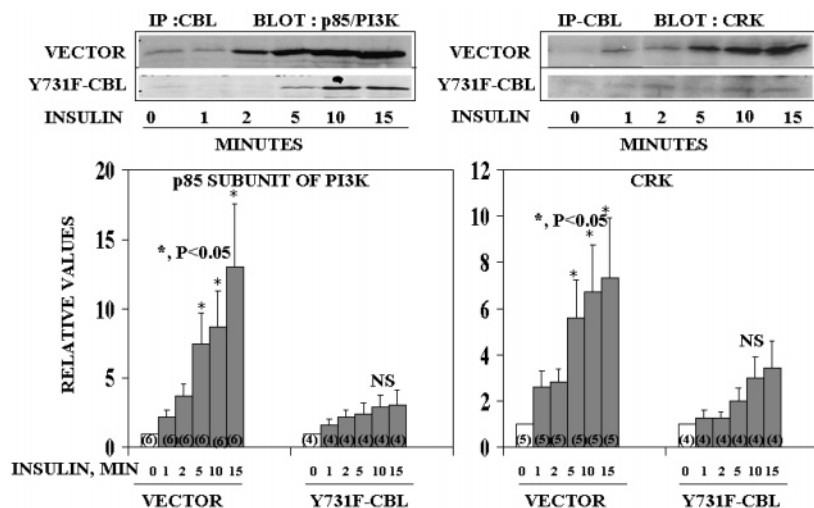 IP :CBL BLOT : p85/PI3K
VECTOR
Y731F-CBL
INSULIN 0 1 2 5 10 15
MINUTES
IP-CBL BLOT : CRK
VECTOR
Y731F-CBL
INSULIN 0 1 2 5 10 15
MINUTES
p85 SUBUNIT OF PI3K
RELATIVE VALUES
20
15
10
5
0
*, P<0.05
* * *
NS
(6) (6) (6) (6) (6) (6)
(4) (4) (4) (4) (4) (4)
INSULIN, MIN 0 1 2 5 10 15
0 1 2 5 10 15
VECTOR Y731F-CBL
CRK
12
10
8
6
4
2
0
*, P<0.05
* * *
NS
(5) (5) (5) (5) (5) (5)
(4) (4) (4) (4) (4) (4)
0 1 2 5 10 15
0 1 2 5 10 15
VECTOR Y731F-CBL